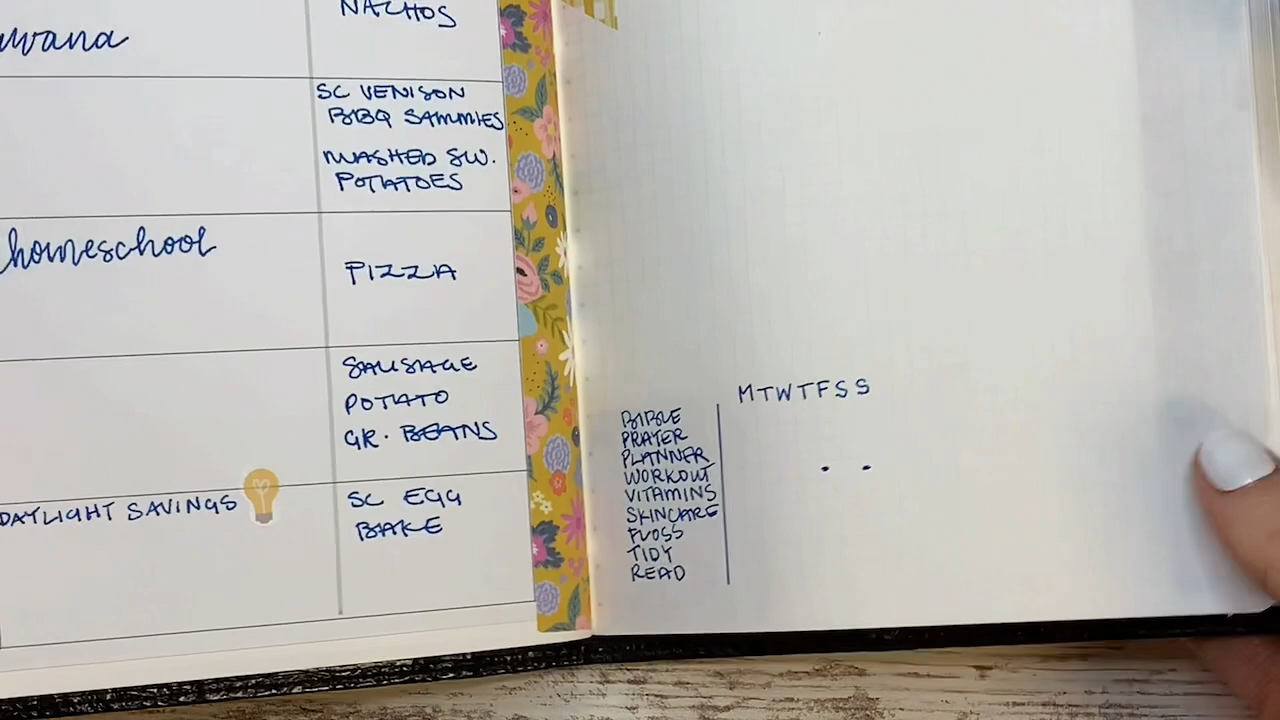 NACHOS
SC VENISON
BBQ SAMMIES
MASHED SW.
POTATOES
homeschool
PIZZA
SAUSAGE
POTATO
GR. BEANS
DAYLIGHT SAVINGS
SC EGG
BAKE
MTWTFSS
BIBLE
PRAYER
PLANNER
WORKOUT
VITAMINS
SKINCARE
FLOSS
TIDY
READ